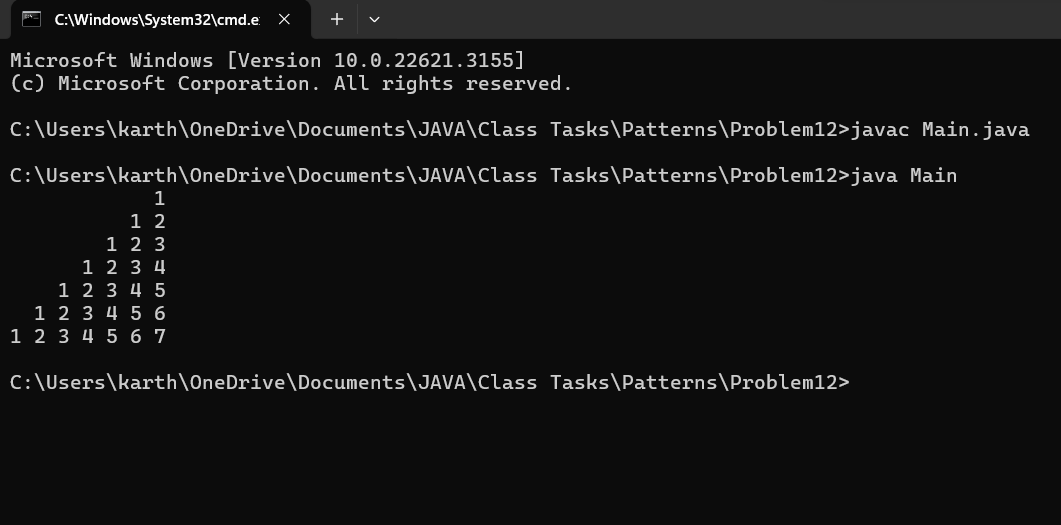 C:\Windows\System32\cmd.e
Microsoft Windows [Version 10.0.22621.3155]
(c) Microsoft Corporation. All rights reserved.
C:\Users\karth\OneDrive\Documents\JAVA\Class Tasks\Patterns\Problem12>javac Main.java
C:\Users\karth\OneDrive\Documents\JAVA\Class Tasks\Patterns\Problem12>java Main
            1
          1 2
        1 2 3
      1 2 3 4
    1 2 3 4 5
  1 2 3 4 5 6
1 2 3 4 5 6 7
C:\Users\karth\OneDrive\Documents\JAVA\Class Tasks\Patterns\Problem12>